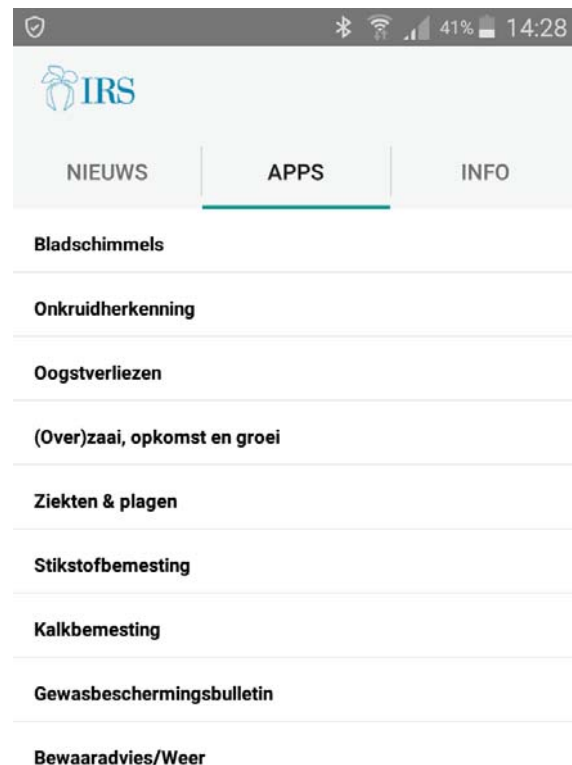 41% 14:28
IRS
NIEUWS APPS INFO
Bladschimmels
Onkruidherkenning
Oogstverliezen
(Over)zaai, opkomst en groei
Ziekten & plagen
Stikstofbemesting
Kalkbemesting
Gewasbeschermingsbulletin
Bewaaradvies/Weer